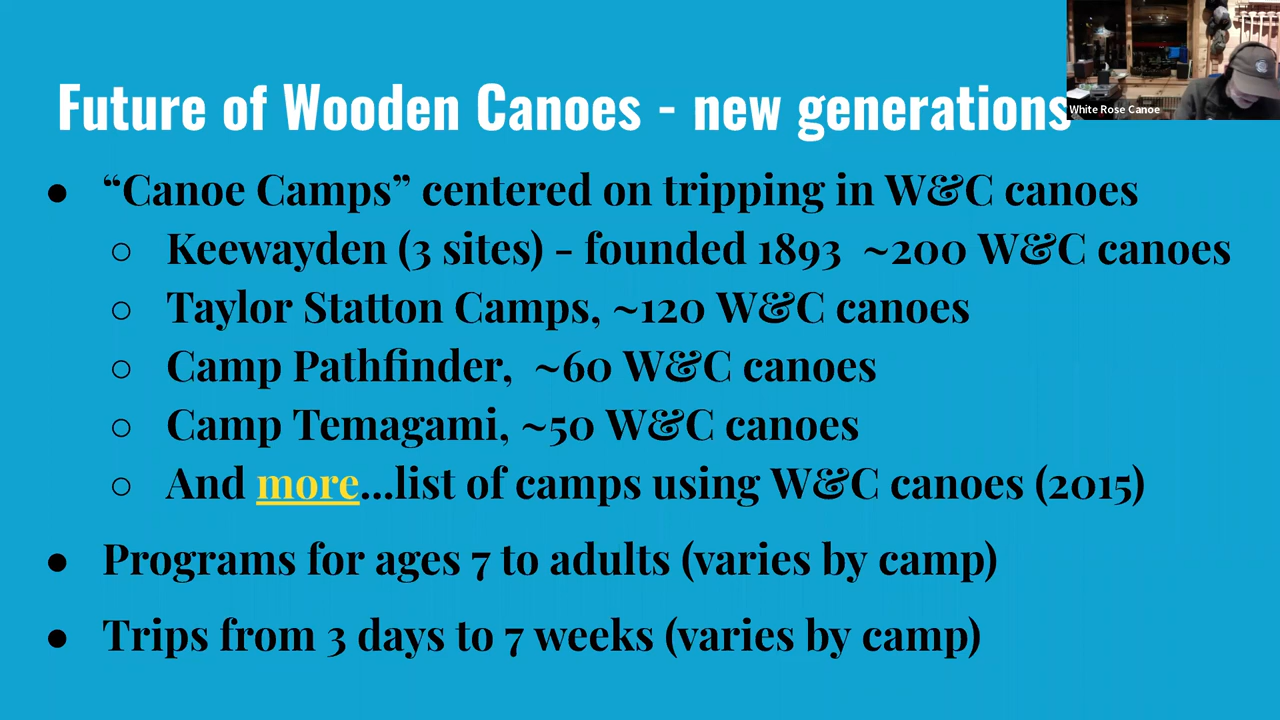 Future of Wooden Canoes - new generations
White Rose Canoe
● “Canoe Camps” centered on tripping in W&C canoes
○ Keewayden (3 sites) - founded 1893 ~200 W&C canoes
○ Taylor Statton Camps, ~120 W&C canoes
○ Camp Pathfinder, ~60 W&C canoes
○ Camp Temagami, ~50 W&C canoes
○ And more...list of camps using W&C canoes (2015)
● Programs for ages 7 to adults (varies by camp)
● Trips from 3 days to 7 weeks (varies by camp)